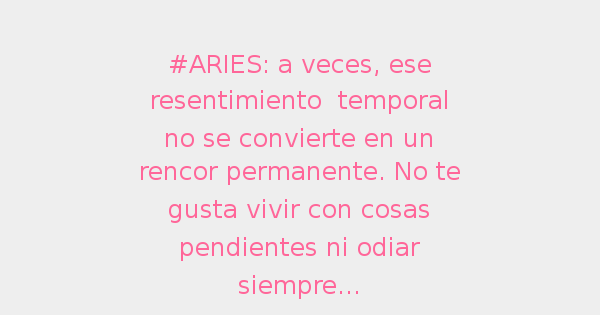 #ARIES: a veces, ese
resentimiento  temporal
no se convierte en un
rencor permanente. No te
gusta vivir con cosas
pendientes ni odiar
siempre...